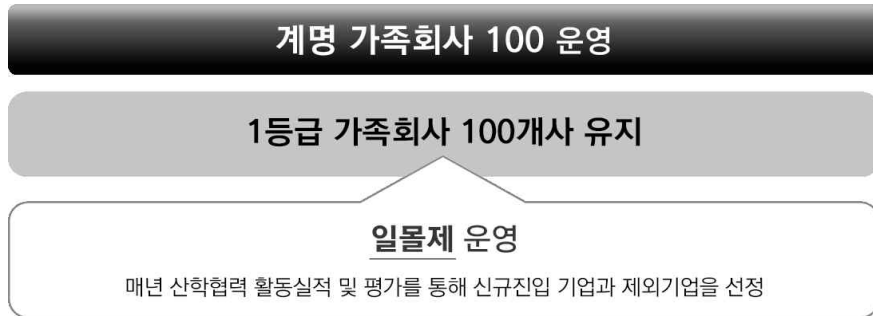 계명 가족회사 100 운영
1등급 가족회사 100개사 유지
일몰제 운영
매년 산학협력 활동실적 및 평가를 통해 신규진입 기업과 제외기업을 선정